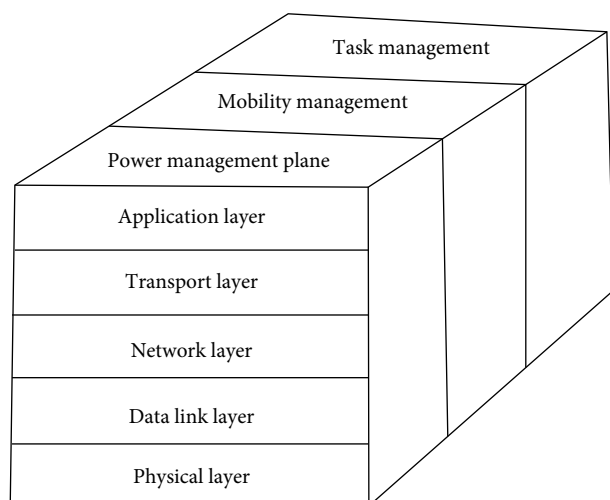 Task management
Mobility management
Power management plane
Application layer
Transport layer
Network layer
Data link layer
Physical layer